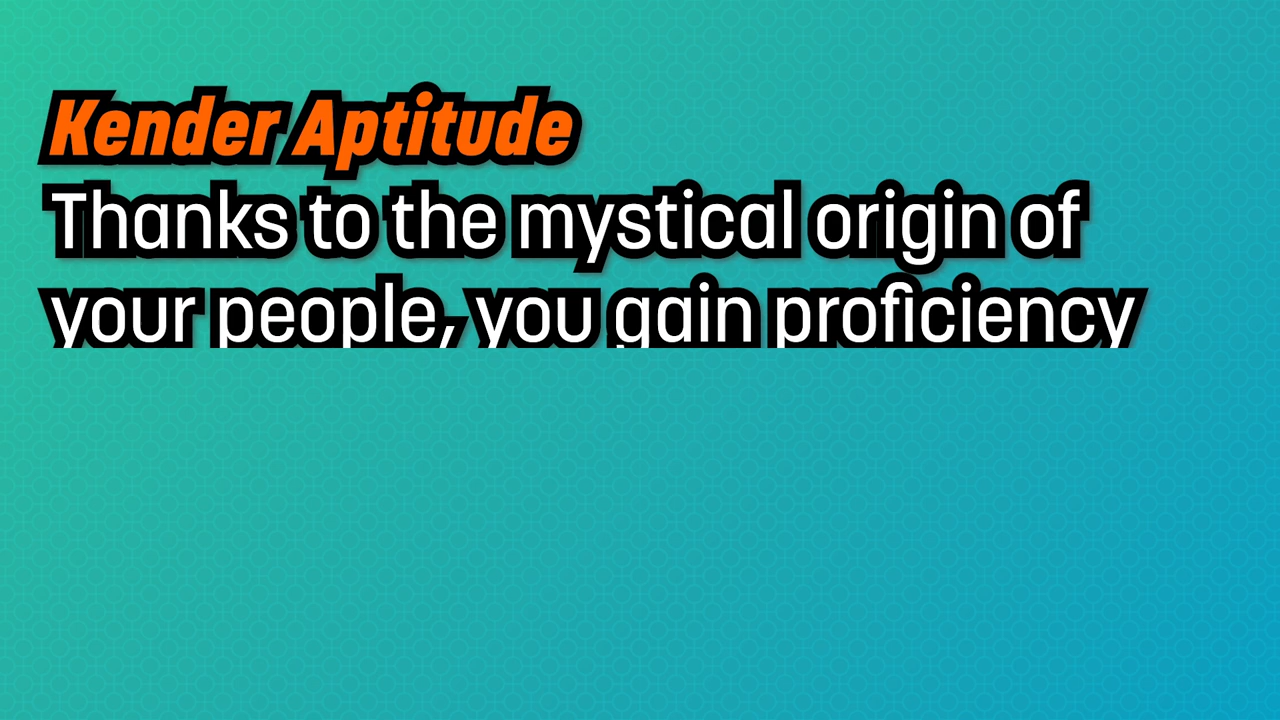 Kender Aptitude
Thanks to the mystical origin of
your people, you gain proficiency